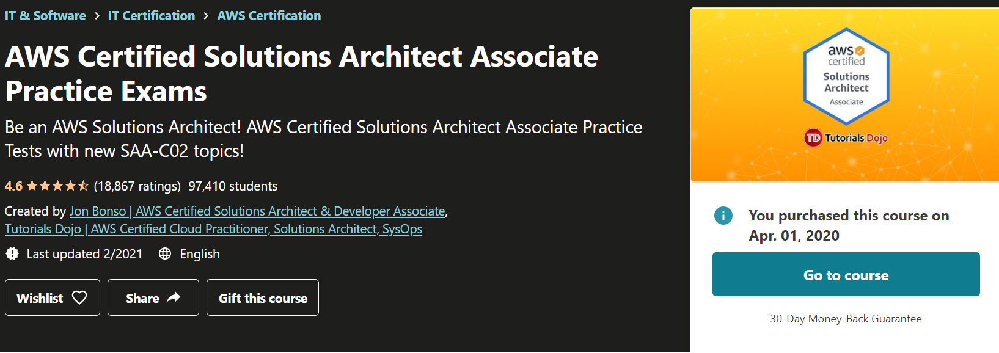 IT & Software > IT Certification > AWS Certification
AWS Certified Solutions Architect Associate
Practice Exams
Be an AWS Solutions Architect! AWS Certified Solutions Architect Associate Practice
Tests with new SAA-C02 topics!
4.6 (18,867 ratings) 97,410 students
Created by Jon Bonso | AWS Certified Solutions Architect & Developer Associate,
Tutorials Dojo | AWS Certified Cloud Practitioner, Solutions Architect, SysOps
Last updated 2/2021 English
Wishlist Share Gift this course
aws
certified
Solutions
Architect
Associate
TD Tutorials Dojo
You purchased this course on
Apr. 01, 2020
Go to course
30-Day Money-Back Guarantee